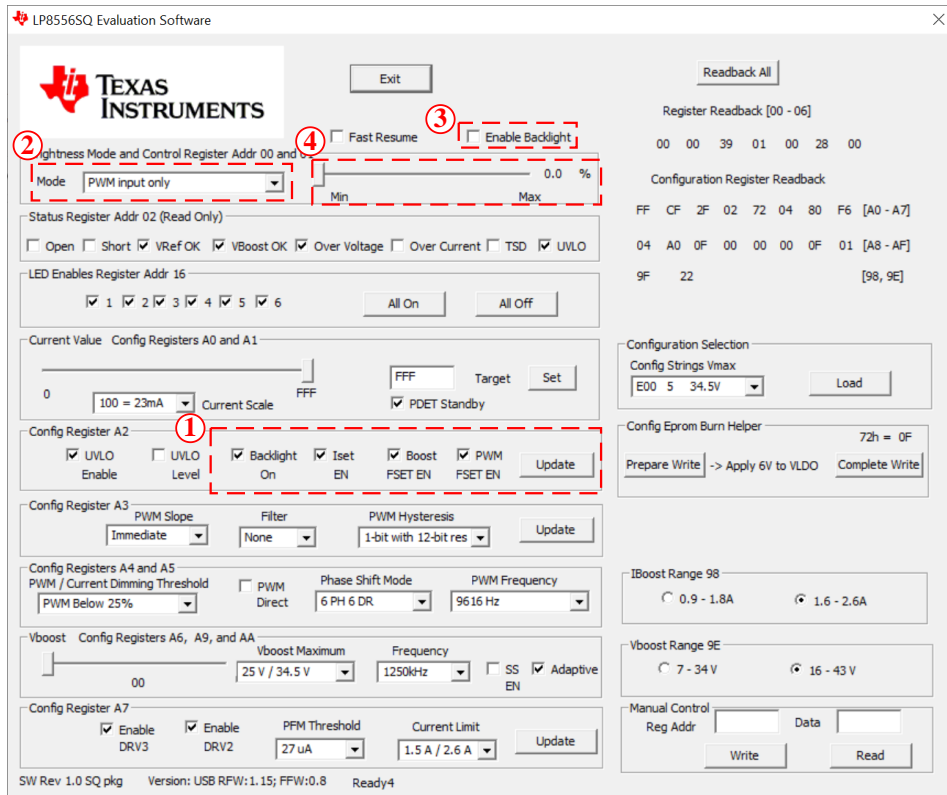 LP8556SQ Evaluation Software
TEXAS
INSTRUMENTS
Exit
Readback All
Register Readback [00 - 06]
00 00 39 01 00 28 00
Configuration Register Readback
FF CF 2F 02 72 04 80 F6 [A0 - A7]
04 A0 0F 00 00 00 0F 01 [A8 - AF]
9F 22 [98, 9E]
Fast Resume
③
Enable Backlight
②
Brightness Mode and Control Register Addr 00 and 01
Mode PWM input only
④
0.0 %
Min Max
Status Register Addr 02 (Read Only)
Open Short VRef OK VBoost OK Over Voltage Over Current TSD UVLO
LED Enables Register Addr 16
1 2 3 4 5 6 All On All Off
Current Value Config Registers A0 and A1
0 FFF
FFF Target Set
100 = 23mA Current Scale
PDET Standby
Configuration Selection
Config Strings Vmax
E00 5 34.5V Load
Config Register A2
①
UVLO Enable
UVLO Level
Backlight On
Iset EN
Boost FSET EN
PWM FSET EN
Update
Config Eprom Burn Helper
72h = 0F
Prepare Write -> Apply 6V to VLDO Complete Write
Config Register A3
PWM Slope Filter PWM Hysteresis
Immediate None 1-bit with 12-bit res Update
Config Registers A4 and A5
PWM / Current Dimming Threshold
PWM Below 25%
PWM Direct
Phase Shift Mode
6 PH 6 DR
PWM Frequency
9616 Hz
IBoost Range 98
0.9 - 1.8A 1.6 - 2.6A
Vboost Config Registers A6, A9, and AA
00
Vboost Maximum
25 V / 34.5 V
Frequency
1250kHz
SS EN
Adaptive
Vboost Range 9E
7 - 34 V 16 - 43 V
Config Register A7
Enable DRV3
Enable DRV2
PFM Threshold
27 uA
Current Limit
1.5 A / 2.6 A
Update
Manual Control
Reg Addr Data
Write Read
SW Rev 1.0 SQ pkg Version: USB RFW:1.15; FFW:0.8 Ready4